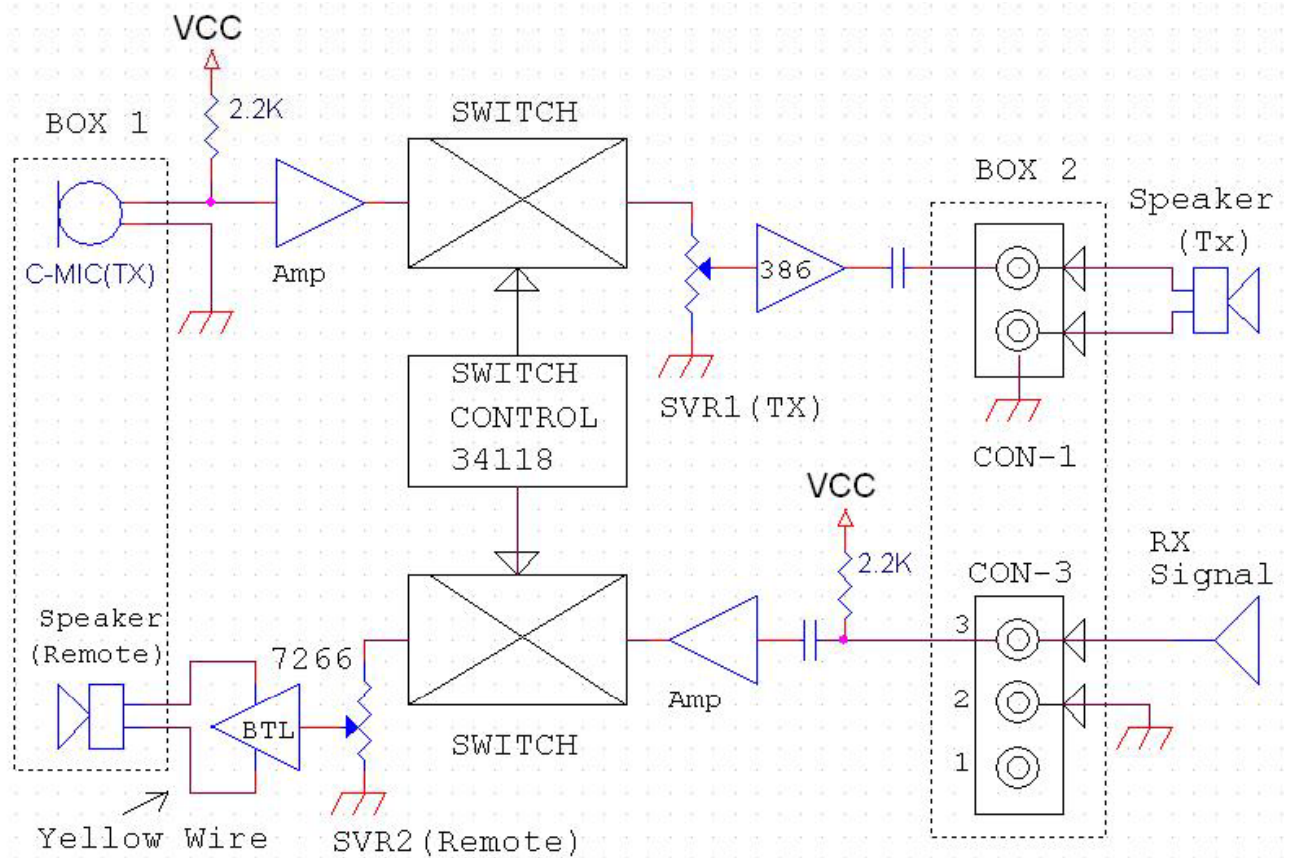 VCC
2.2K
BOX 1
SWITCH
C-MIC(TX)
Amp
386
BOX 2
Speaker
(Tx)
SVR1(TX)
CON-1
SWITCH
CONTROL
34118
VCC
2.2K
CON-3
RX
Signal
3
2
1
Amp
SWITCH
Speaker
(Remote)
7266
BTL
Yellow Wire
SVR2(Remote)